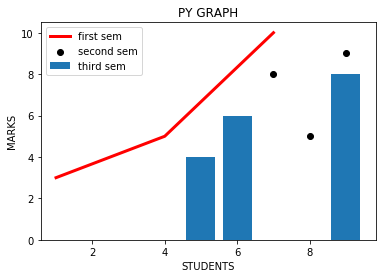 PY GRAPH
first sem
second sem
third sem
10
8
6
4
2
0
MARKS
2 4 6 8
STUDENTS